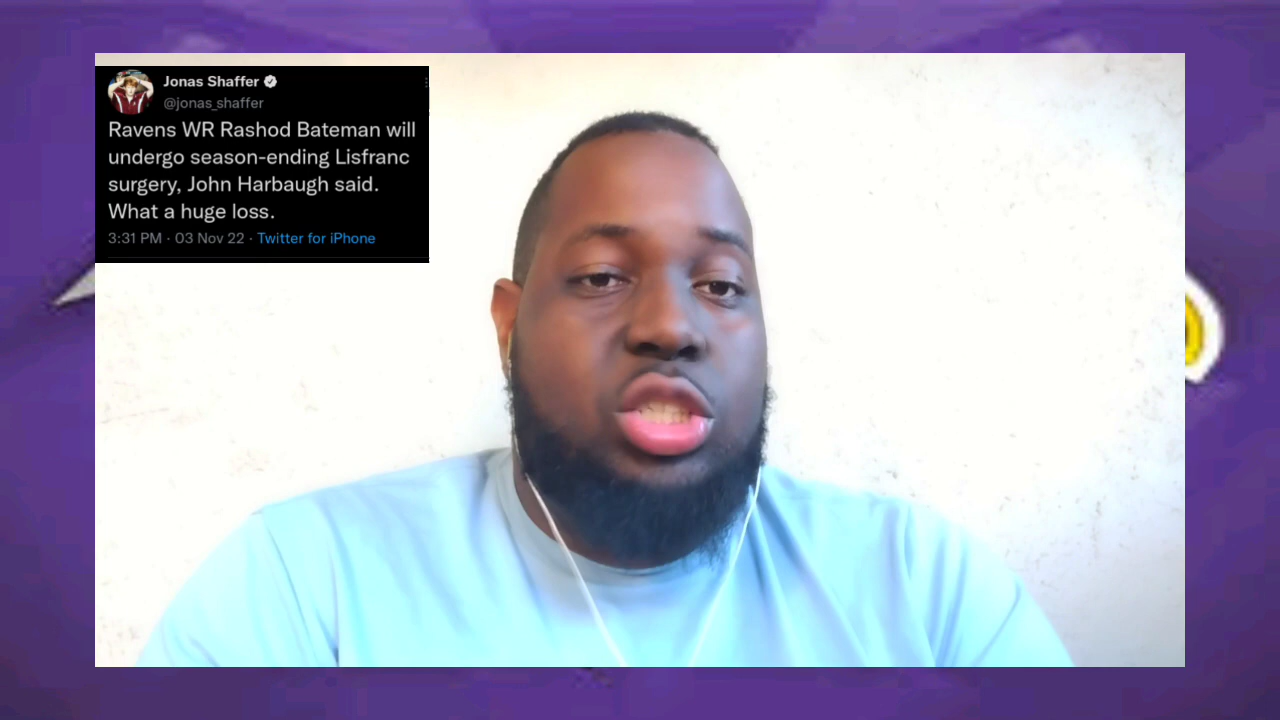 Jonas Shaffer
@jonas_shaffer
Ravens WR Rashod Bateman will
undergo season-ending Lisfranc
surgery, John Harbaugh said.
What a huge loss.
3:31 PM · 03 Nov 22 · Twitter for iPhone